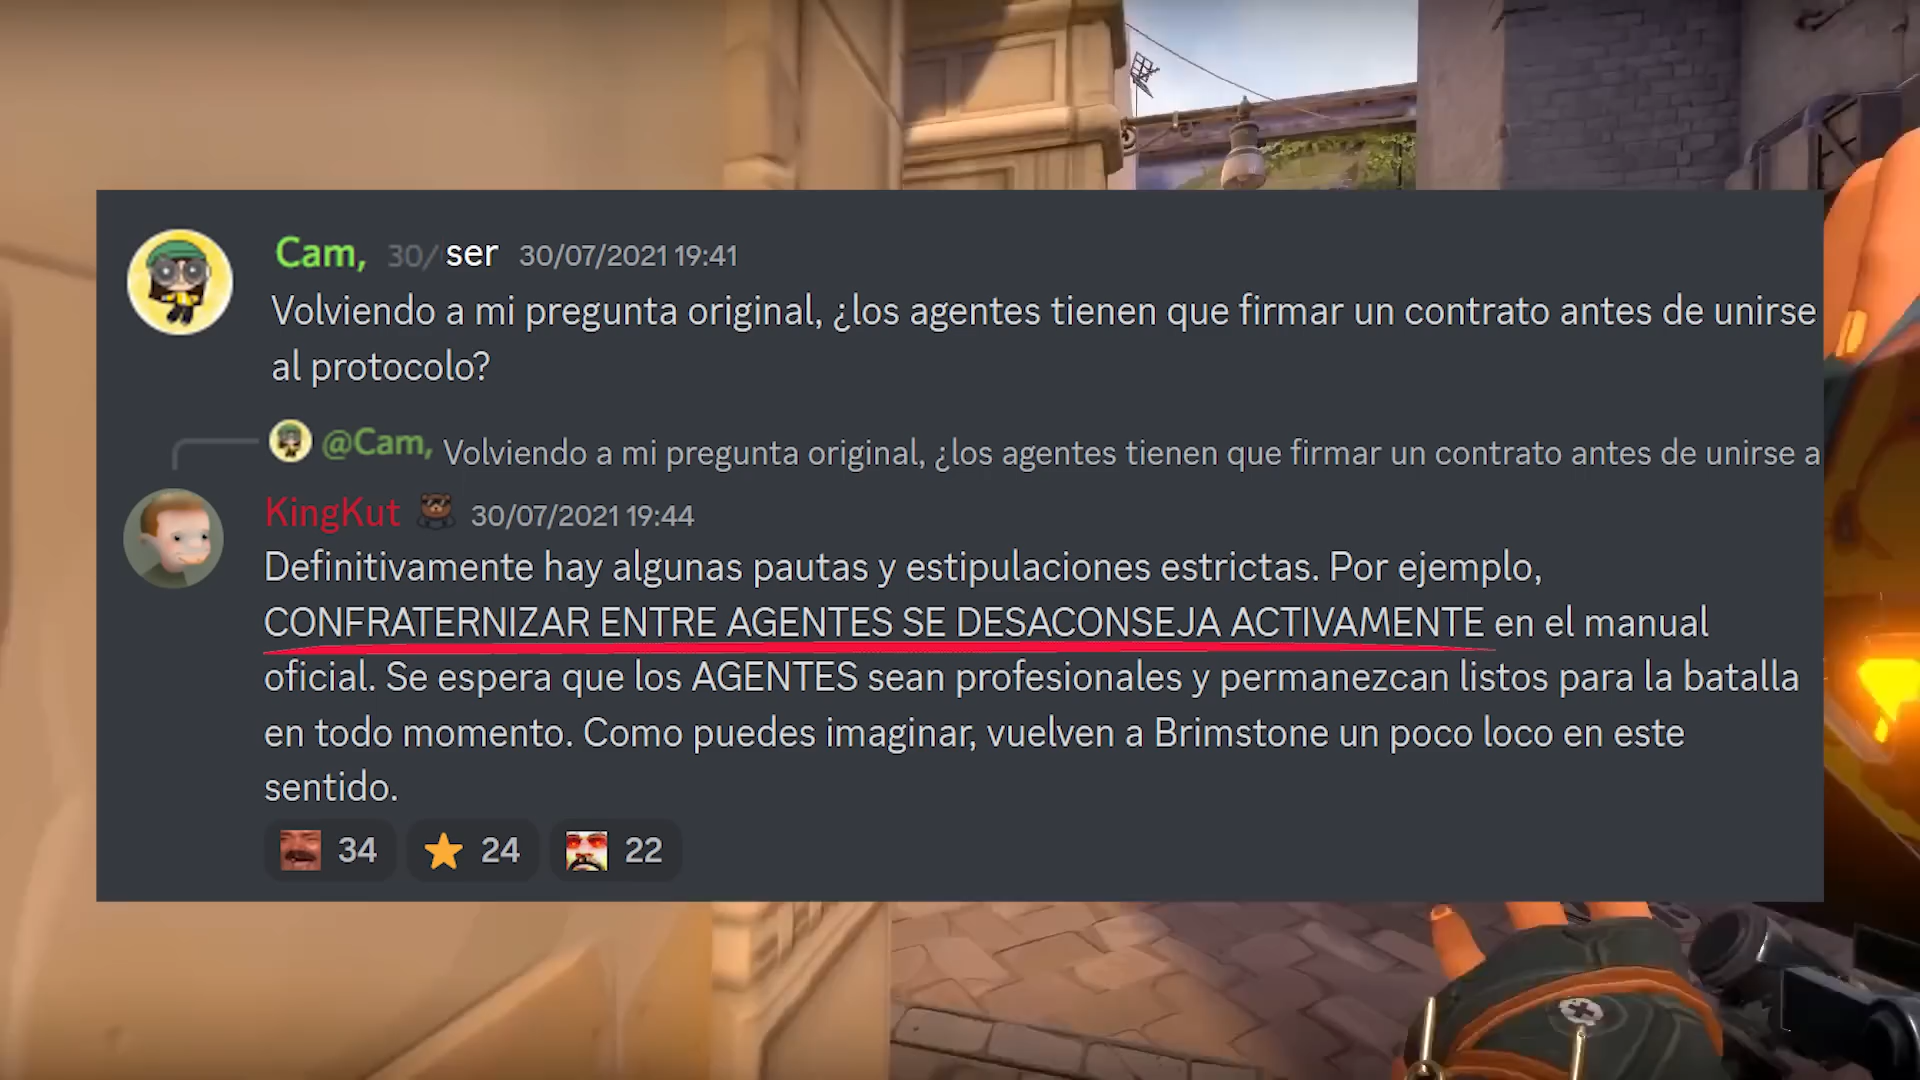 Cam, 30/ ser 30/07/2021 19:41
Volviendo a mi pregunta original, ¿los agentes tienen que firmar un contrato antes de unirse
al protocolo?
@Cam, Volviendo a mi pregunta original, ¿los agentes tienen que firmar un contrato antes de unirse a
KingKut 30/07/2021 19:44
Definitivamente hay algunas pautas y estipulaciones estrictas. Por ejemplo,
CONFRATERNIZAR ENTRE AGENTES SE DESACONSEJA ACTIVAMENTE en el manual
oficial. Se espera que los AGENTES sean profesionales y permanezcan listos para la batalla
en todo momento. Como puedes imaginar, vuelven a Brimstone un poco loco en este
sentido.
34 24 22